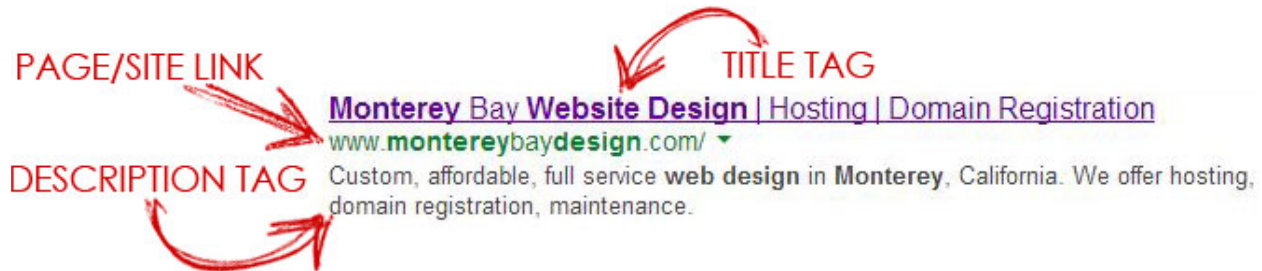 TITLE TAG
PAGE/SITE LINK
Monterey Bay Website Design | Hosting | Domain Registration
www.montereybaydesign.com/
DESCRIPTION TAG
Custom, affordable, full service web design in Monterey, California. We offer hosting,
domain registration, maintenance.